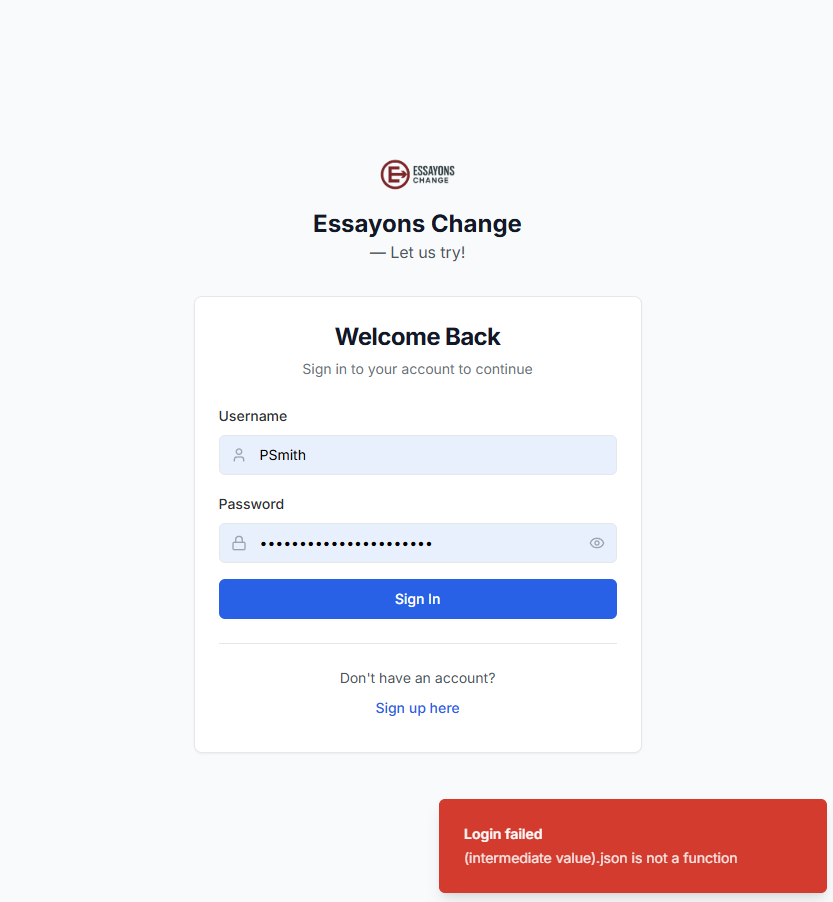 ESSAYONS
CHANGE
Essayons Change
— Let us try!
Welcome Back
Sign in to your account to continue
Username
PSmith
Password
••••••••••••••••••••••
Sign In
Don't have an account?
Sign up here
Login failed
(intermediate value).json is not a function